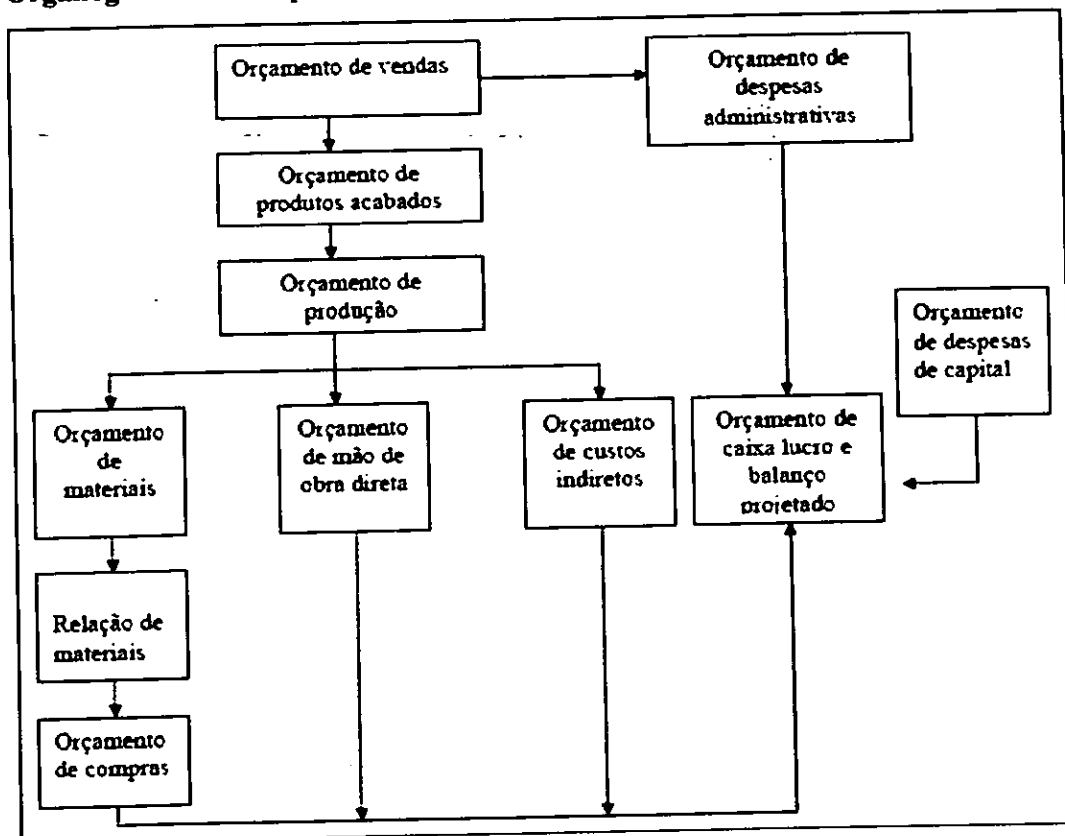 Orçamento de vendas
Orçamento de
despesas
administrativas
Orçamento de
produtos acabados
Orçamento de
produção
Orçamento
de despesas
de capital
Orçamento
de
materiais
Orçamento
de mão de
obra direta
Orçamento
de custos
indiretos
Orçamento de
caixa lucro e
balanço
projetado
Relação de
materiais
Orçamento
de compras